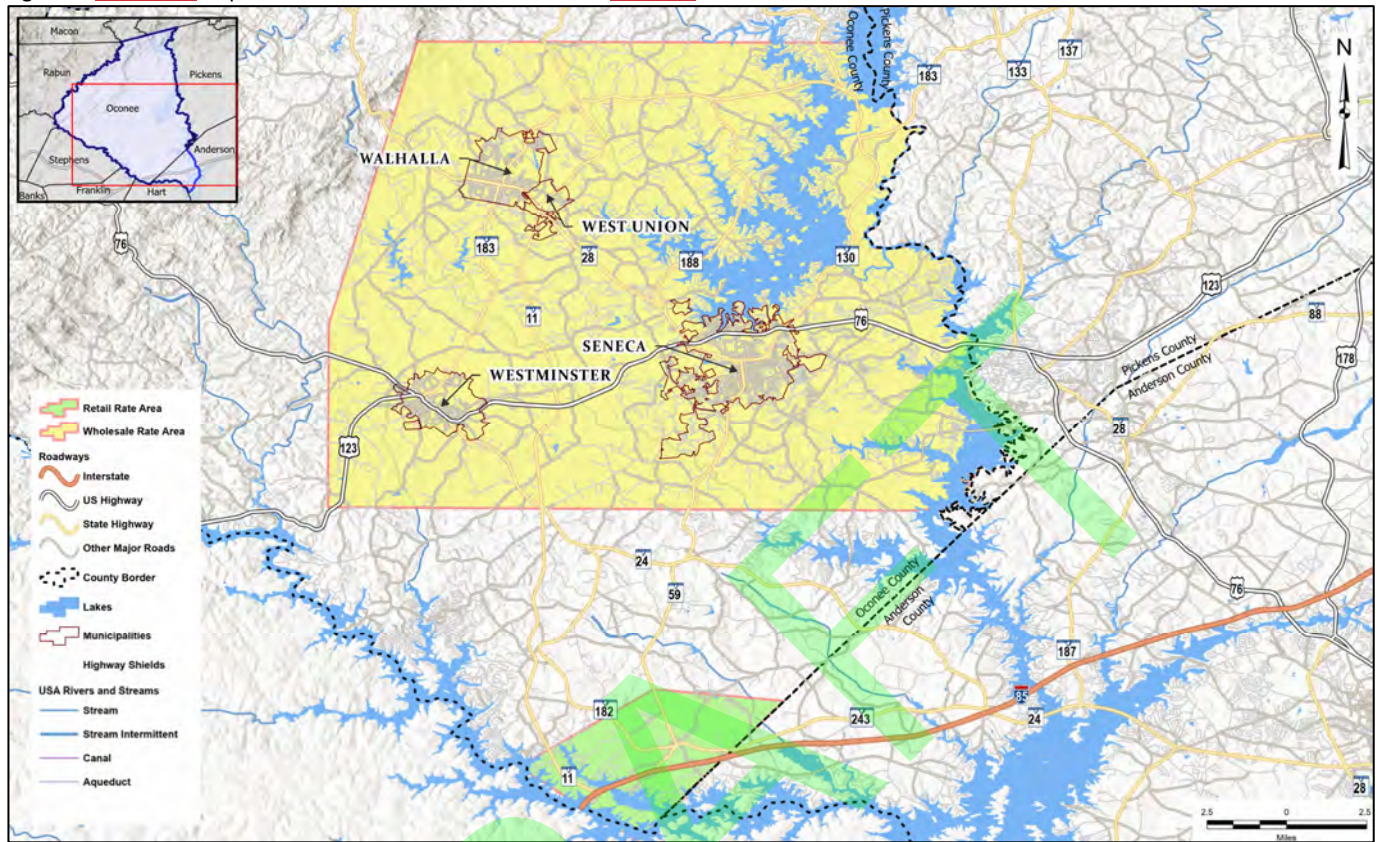 Macon
Rabun
Pickens
Oconee
Stephens
Anderson
Franklin
Hart
Banks
Oconee County
Pickens County
183
133
137
N
WALHALLA
WEST UNION
76
183
28
188
130
123
88
11
76
SENECA
178
Pickens County
Anderson County
WESTMINSTER
28
123
Retail Rate Area
Wholesale Rate Area
Roadways
Interstate
US Highway
State Highway
Other Major Roads
County Border
Lakes
Municipalities
Highway Shields
USA Rivers and Streams
Stream
Stream Intermittent
Canal
Aqueduct
24
59
Oconee County
Anderson
County
76
187
182
85
243
24
11
28
2.5
0
2.5
Miles